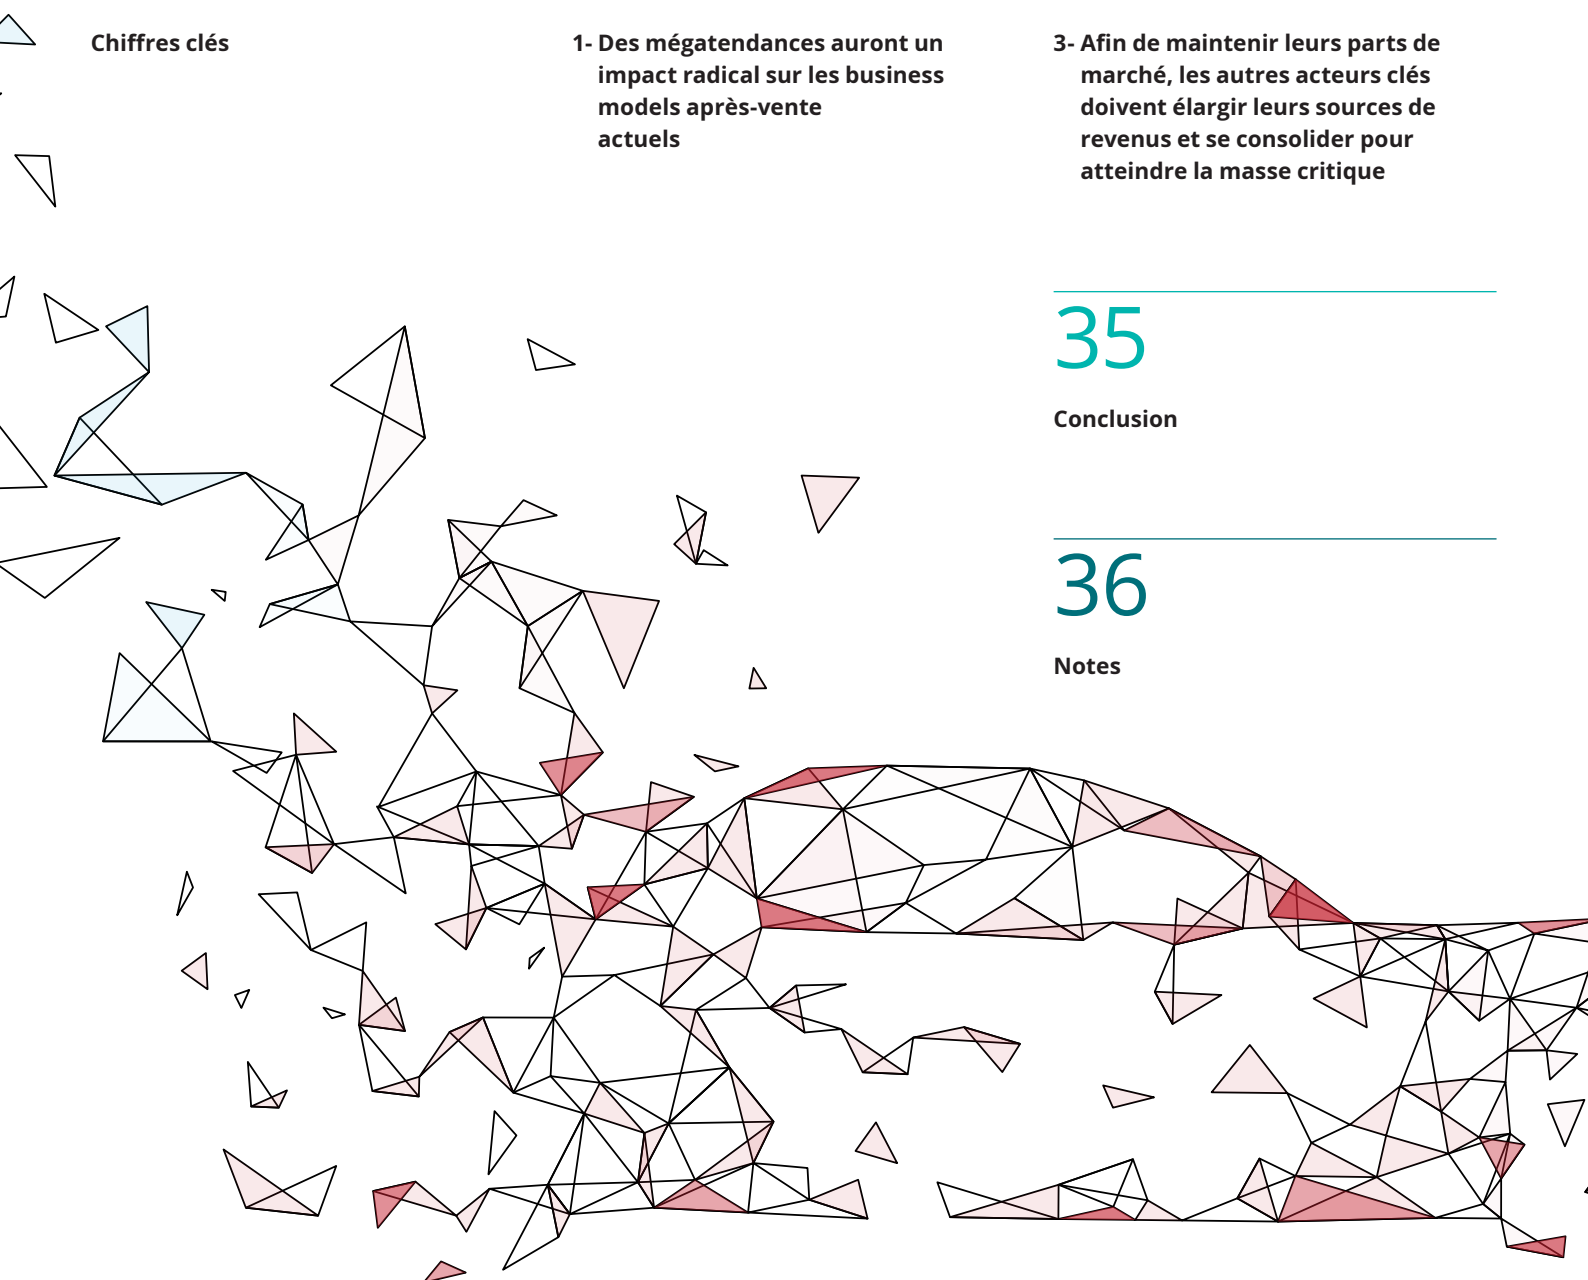 Chiffres clés
1- Des mégatendances auront un
impact radical sur les business
models après-vente
actuels
3- Afin de maintenir leurs parts de
marché, les autres acteurs clés
doivent élargir leurs sources de
revenus et se consolider pour
atteindre la masse critique
35
Conclusion
36
Notes